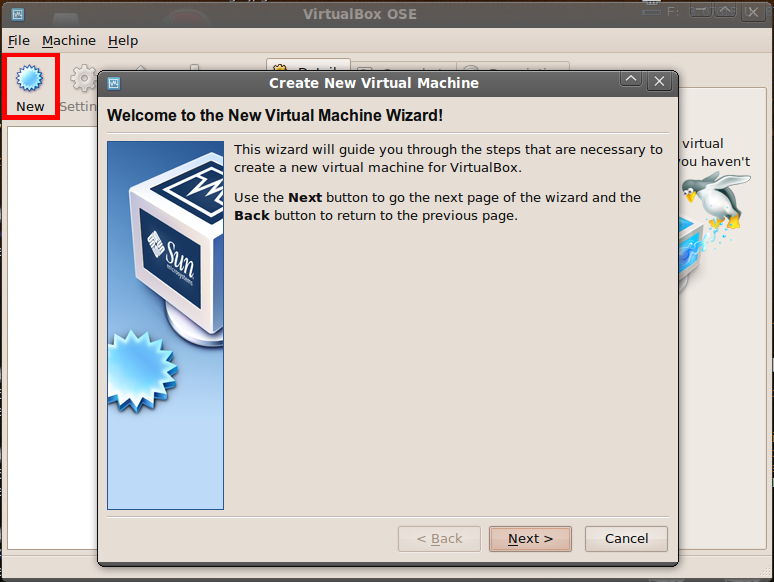 VirtualBox OSE
File Machine Help
New
Create New Virtual Machine
Welcome to the New Virtual Machine Wizard!
This wizard will guide you through the steps that are necessary to
create a new virtual machine for VirtualBox.
Use the Next button to go the next page of the wizard and the
Back button to return to the previous page.
Sun
microsystems
virtual
you haven't
< Back
Next >
Cancel